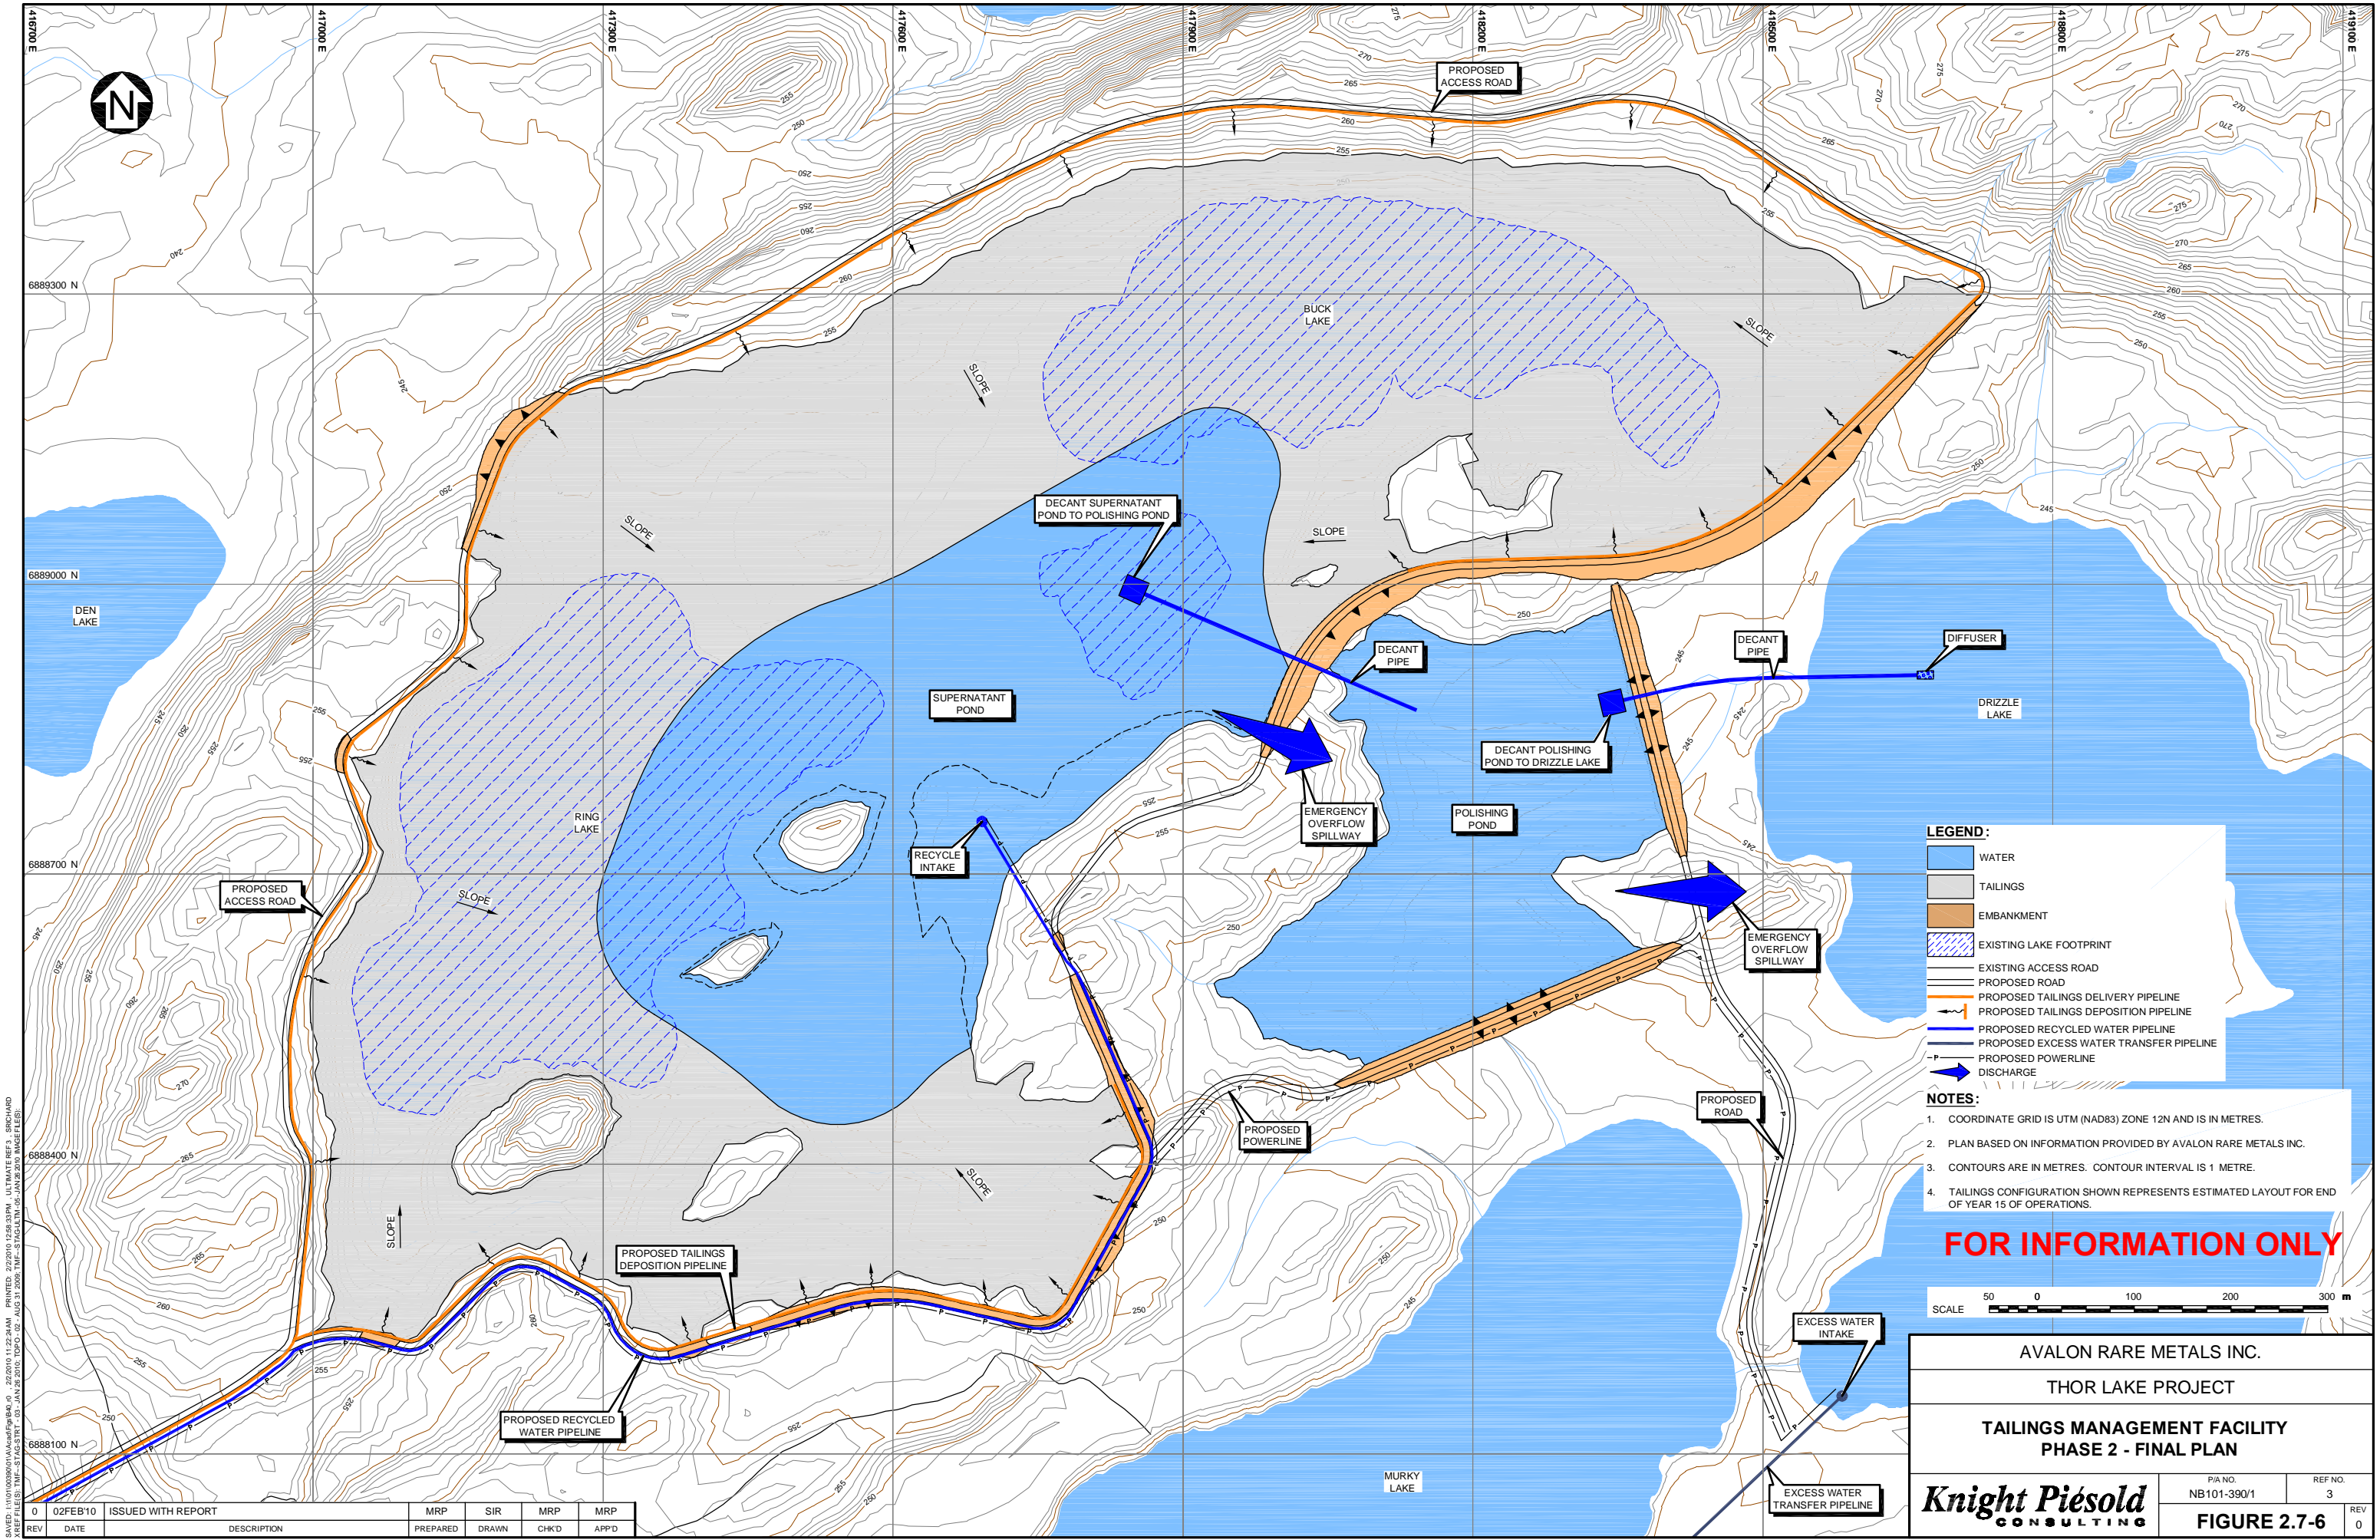 416700 E
417000 E
417300 E
417600 E
417900 E
418200 E
418500 E
418800 E
419100 E
N
6889300 N
6889000 N
6888700 N
6888400 N
6888100 N
PROPOSED
ACCESS ROAD
BUCK
LAKE
SLOPE
SLOPE
SLOPE
SLOPE
DECANT SUPERNATANT
POND TO POLISHING POND
DEN
LAKE
DECANT
PIPE
DECANT
PIPE
DIFFUSER
SUPERNATANT
POND
DRIZZLE
LAKE
DECANT POLISHING
POND TO DRIZZLE LAKE
RING
LAKE
EMERGENCY
OVERFLOW
SPILLWAY
POLISHING
POND
RECYCLE
INTAKE
PROPOSED
ACCESS ROAD
SLOPE
EMERGENCY
OVERFLOW
SPILLWAY
PROPOSED
ROAD
PROPOSED
POWERLINE
SLOPE
SLOPE
PROPOSED TAILINGS
DEPOSITION PIPELINE
EXCESS WATER
INTAKE
PROPOSED RECYCLED
WATER PIPELINE
MURKY
LAKE
EXCESS WATER
TRANSFER PIPELINE
LEGEND:
WATER
TAILINGS
EMBANKMENT
EXISTING LAKE FOOTPRINT
EXISTING ACCESS ROAD
PROPOSED ROAD
PROPOSED TAILINGS DELIVERY PIPELINE
PROPOSED TAILINGS DEPOSITION PIPELINE
PROPOSED RECYCLED WATER PIPELINE
PROPOSED EXCESS WATER TRANSFER PIPELINE
P PROPOSED POWERLINE
DISCHARGE
NOTES:
1. COORDINATE GRID IS UTM (NAD83) ZONE 12N AND IS IN METRES.
2. PLAN BASED ON INFORMATION PROVIDED BY AVALON RARE METALS INC.
3. CONTOURS ARE IN METRES. CONTOUR INTERVAL IS 1 METRE.
4. TAILINGS CONFIGURATION SHOWN REPRESENTS ESTIMATED LAYOUT FOR END
OF YEAR 15 OF OPERATIONS.
FOR INFORMATION ONLY
SCALE 50 0 100 200 300 m
AVALON RARE METALS INC.
THOR LAKE PROJECT
TAILINGS MANAGEMENT FACILITY
PHASE 2 - FINAL PLAN
Knight Piésold
CONSULTING
P/A NO.
NB101-390/1
REF NO.
3
FIGURE 2.7-6
REV
0
0 02FEB'10 ISSUED WITH REPORT MRP SIR MRP MRP
REV DATE DESCRIPTION PREPARED DRAWN CHK'D APP'D